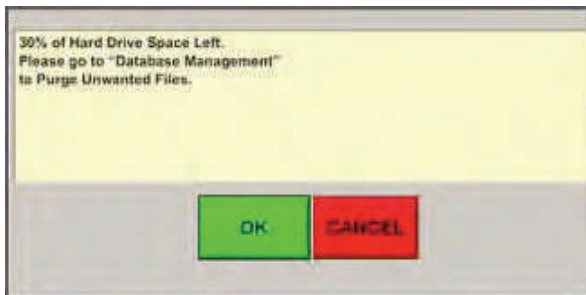 30% of Hard Drive Space Left.
Please go to "Database Management"
to Purge Unwanted Files.
OK
CANCEL